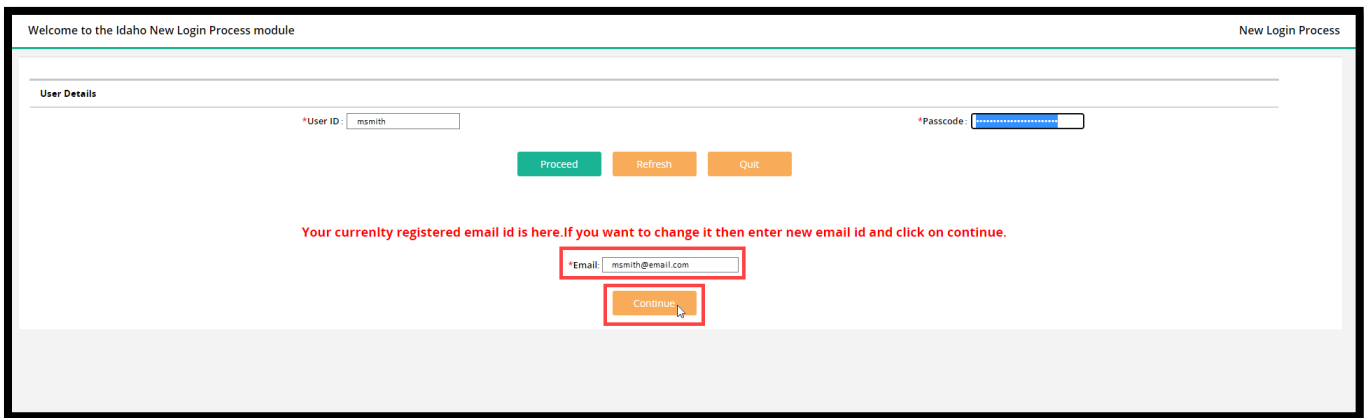 Welcome to the Idaho New Login Process module New Login Process
User Details
*User ID : msmith *Passcode :
Proceed Refresh Quit
Your currenlty registered email id is here.If you want to change it then enter new email id and click on continue.
*Email: msmith@email.com
Continue